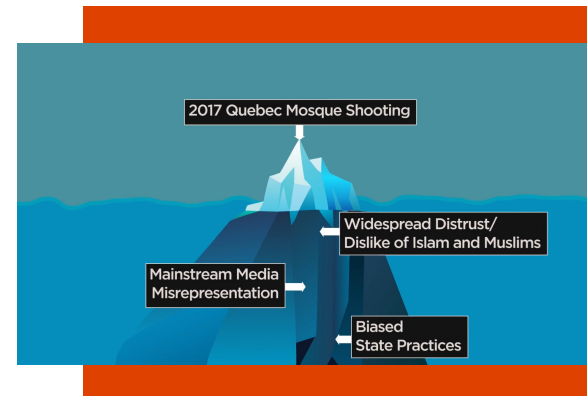 2017 Quebec Mosque Shooting
Widespread Distrust/
Dislike of Islam and Muslims
Mainstream Media
Misrepresentation
Biased
State Practices